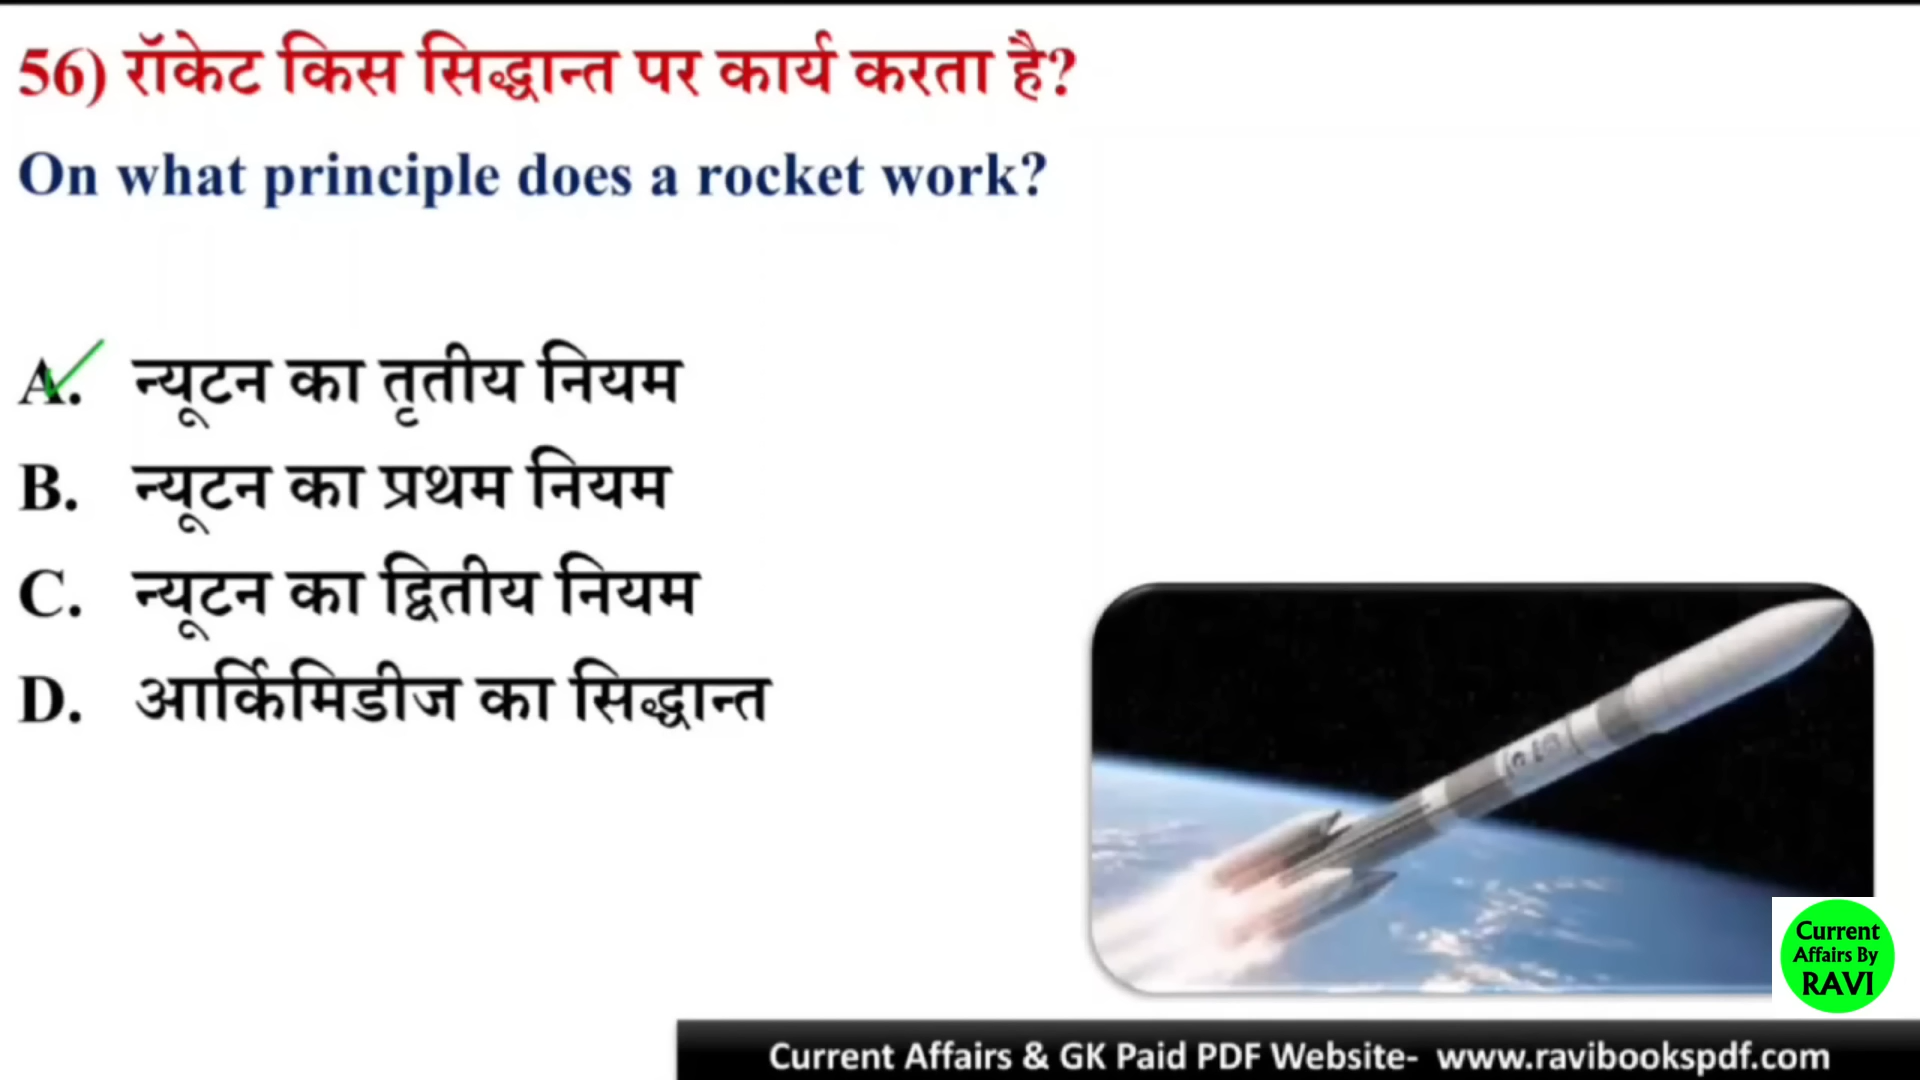 56) रॉकेट किस सिद्धान्त पर कार्य करता है?
On what principle does a rocket work?
A. न्यूटन का तृतीय नियम
B. न्यूटन का प्रथम नियम
C. न्यूटन का द्वितीय नियम
D. आर्किमिडीज का सिद्धान्त
Current
Affairs By
RAVI
Current Affairs & GK Paid PDF Website- www.ravibookspdf.com